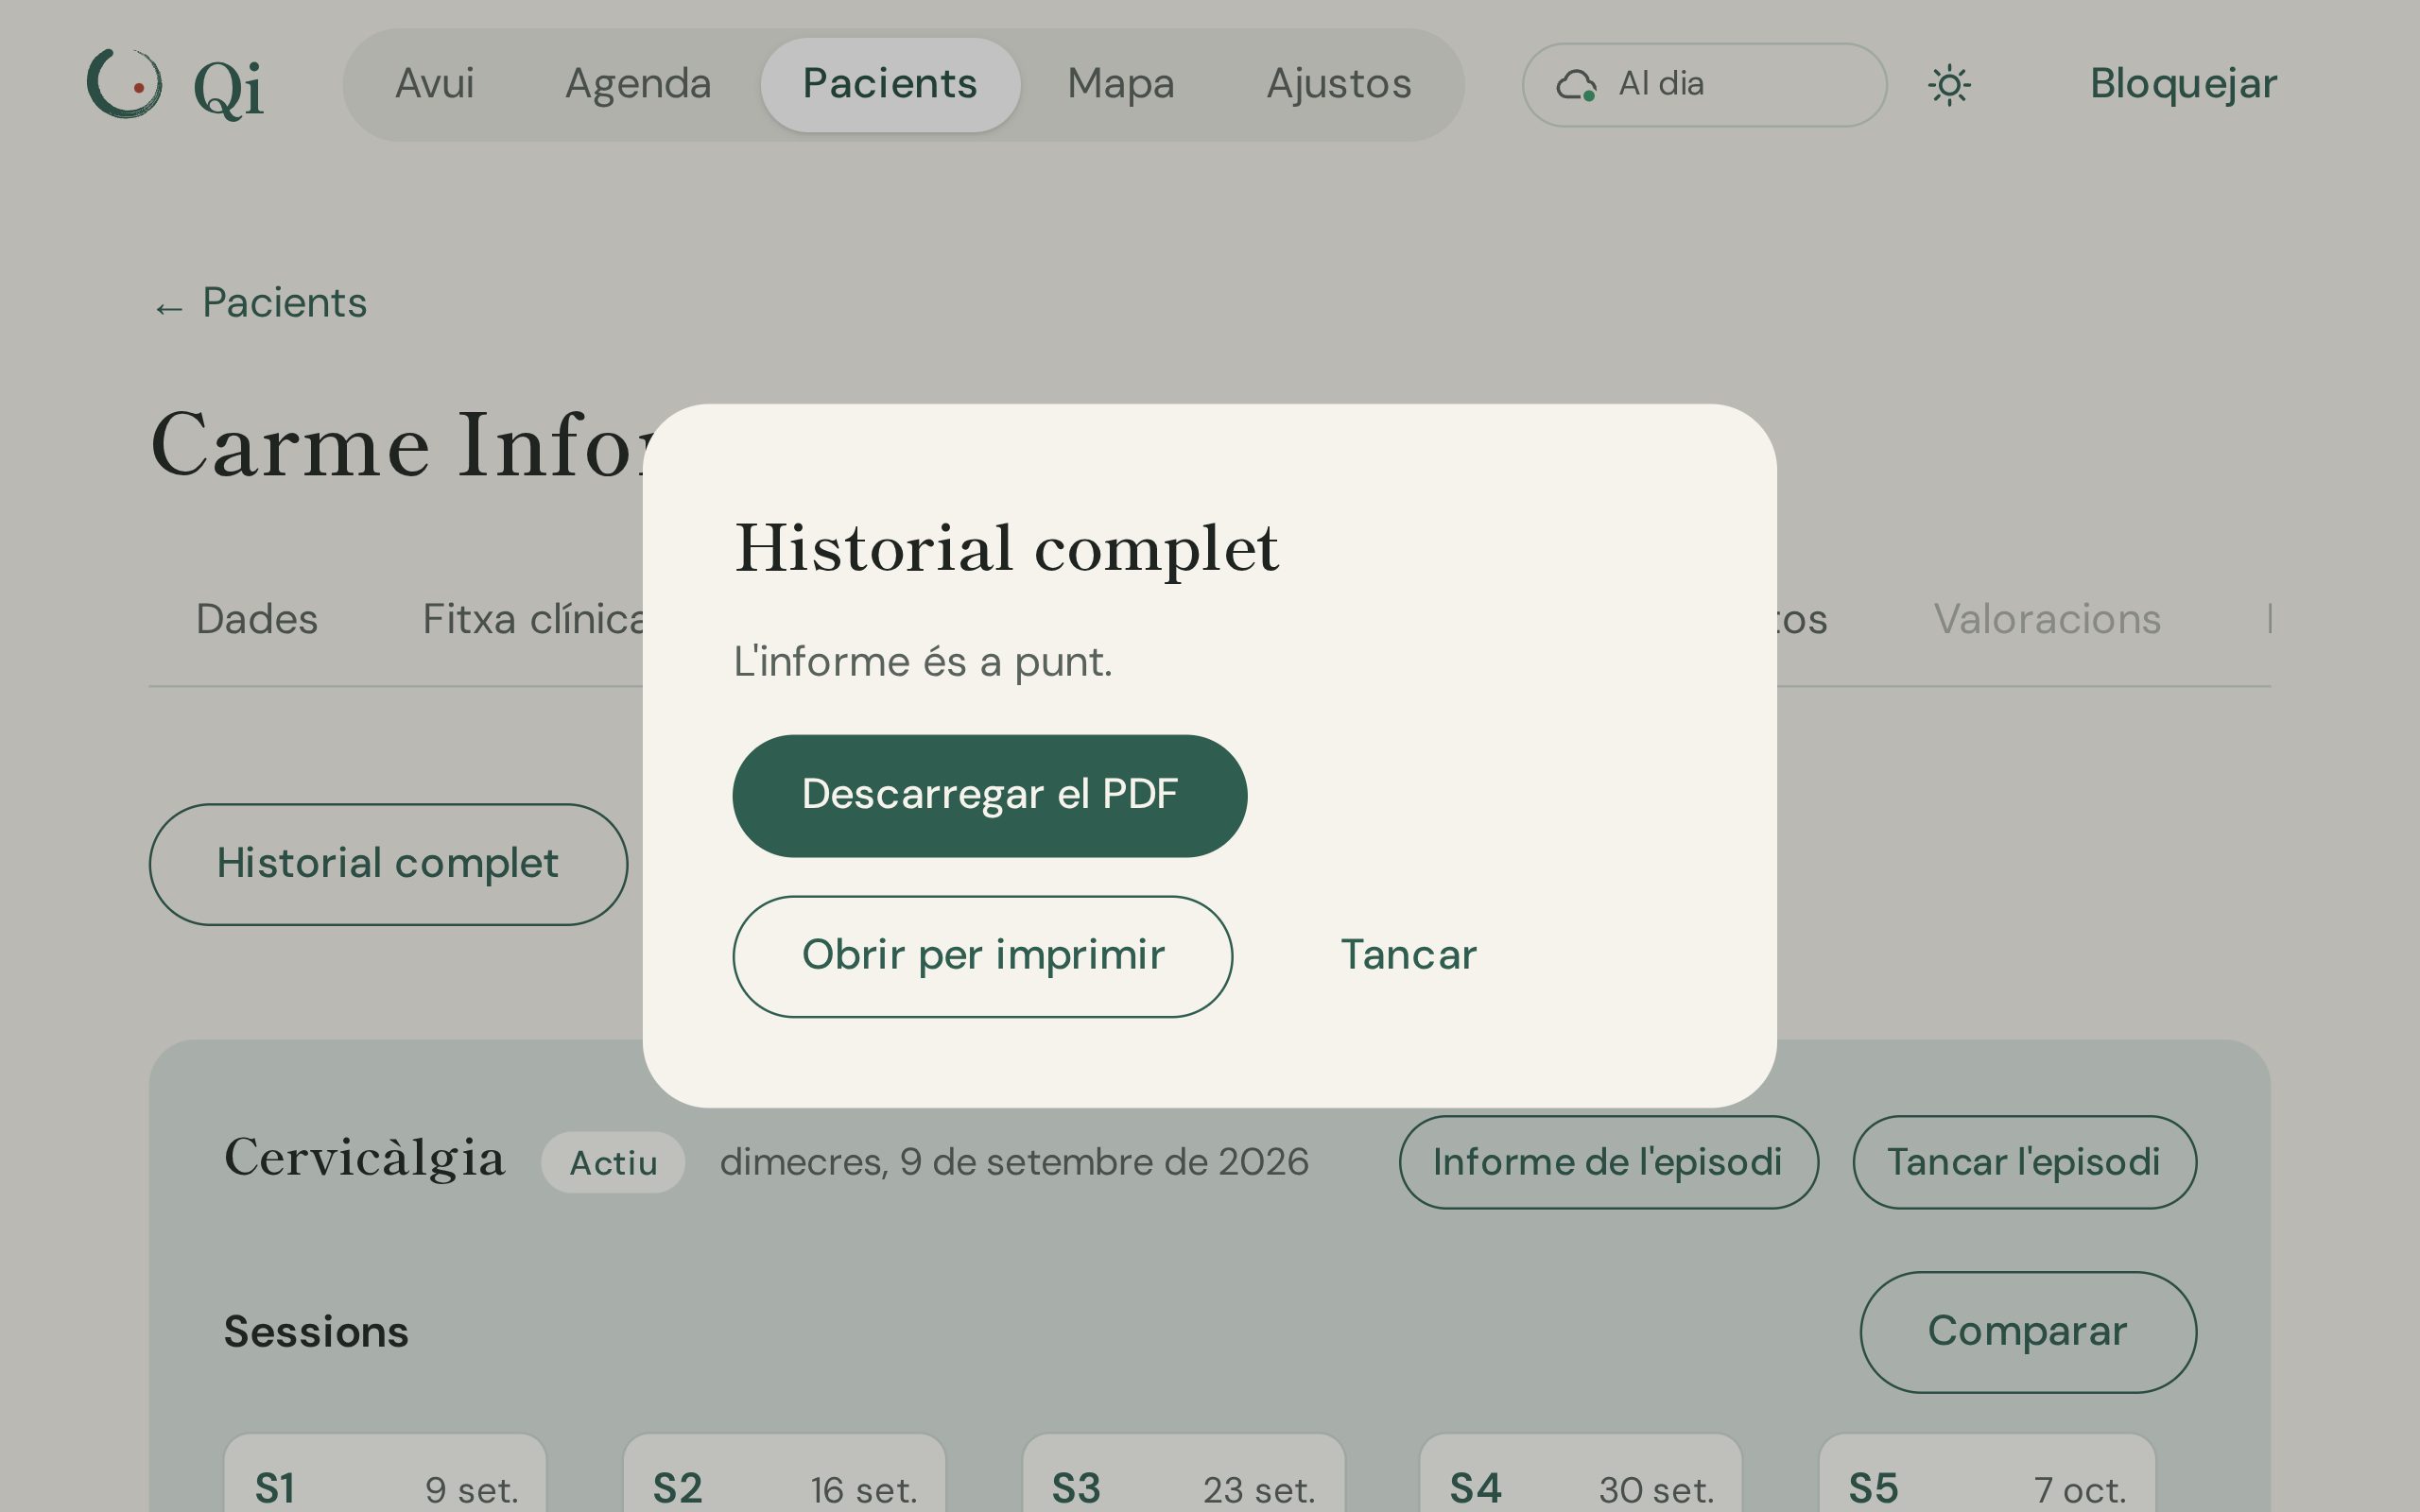 Qi
Avui
Agenda
Pacients
Mapa
Ajustos
Al dia
Bloquejar
← Pacients
Carme
Historial complet
Dades
Fitxa clínica
Valoracions
L'informe és a punt.
Descarregar el PDF
Historial complet
Obrir per imprimir
Tancar
Cervicàlgia
Actiu
dimecres, 9 de setembre de 2026
Informe de l'episodi
Tancar l'episodi
Sessions
Comparar
S1
9 set.
S2
16 set.
S3
23 set.
S4
30 set.
S5
7 oct.